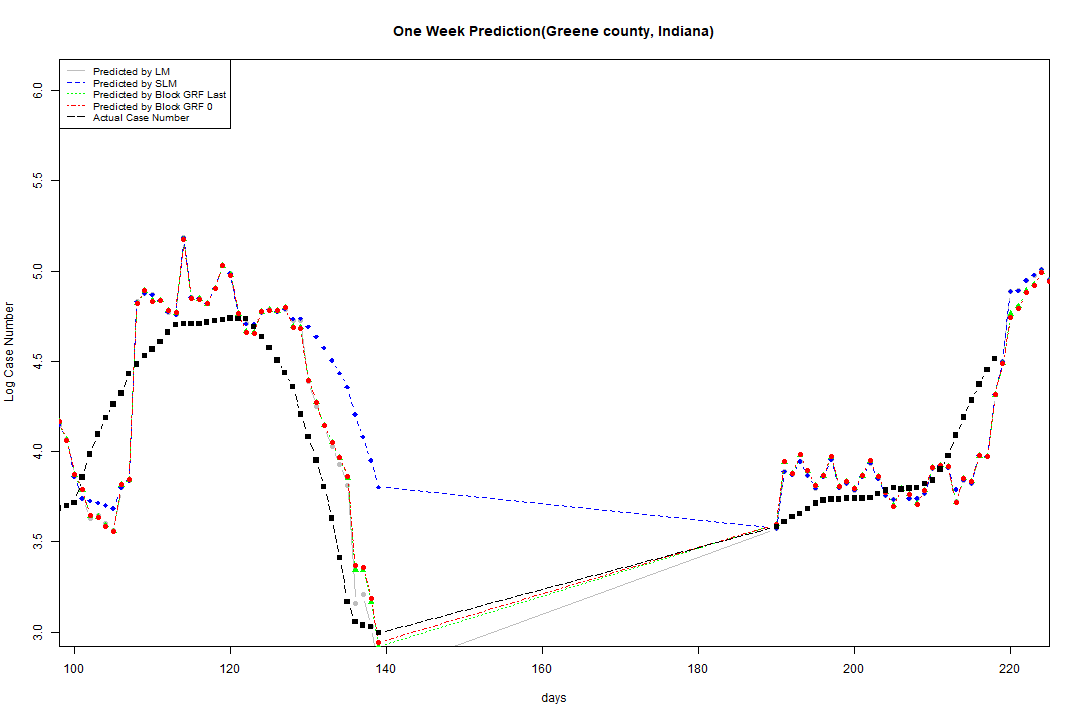 One Week Prediction(Greene county, Indiana)
Predicted by LM
Predicted by SLM
Predicted by Block GRF Last
Predicted by Block GRF 0
Actual Case Number
6.0
5.5
5.0
4.5
4.0
3.5
3.0
Log Case Number
100 120 140 160 180 200 220
days